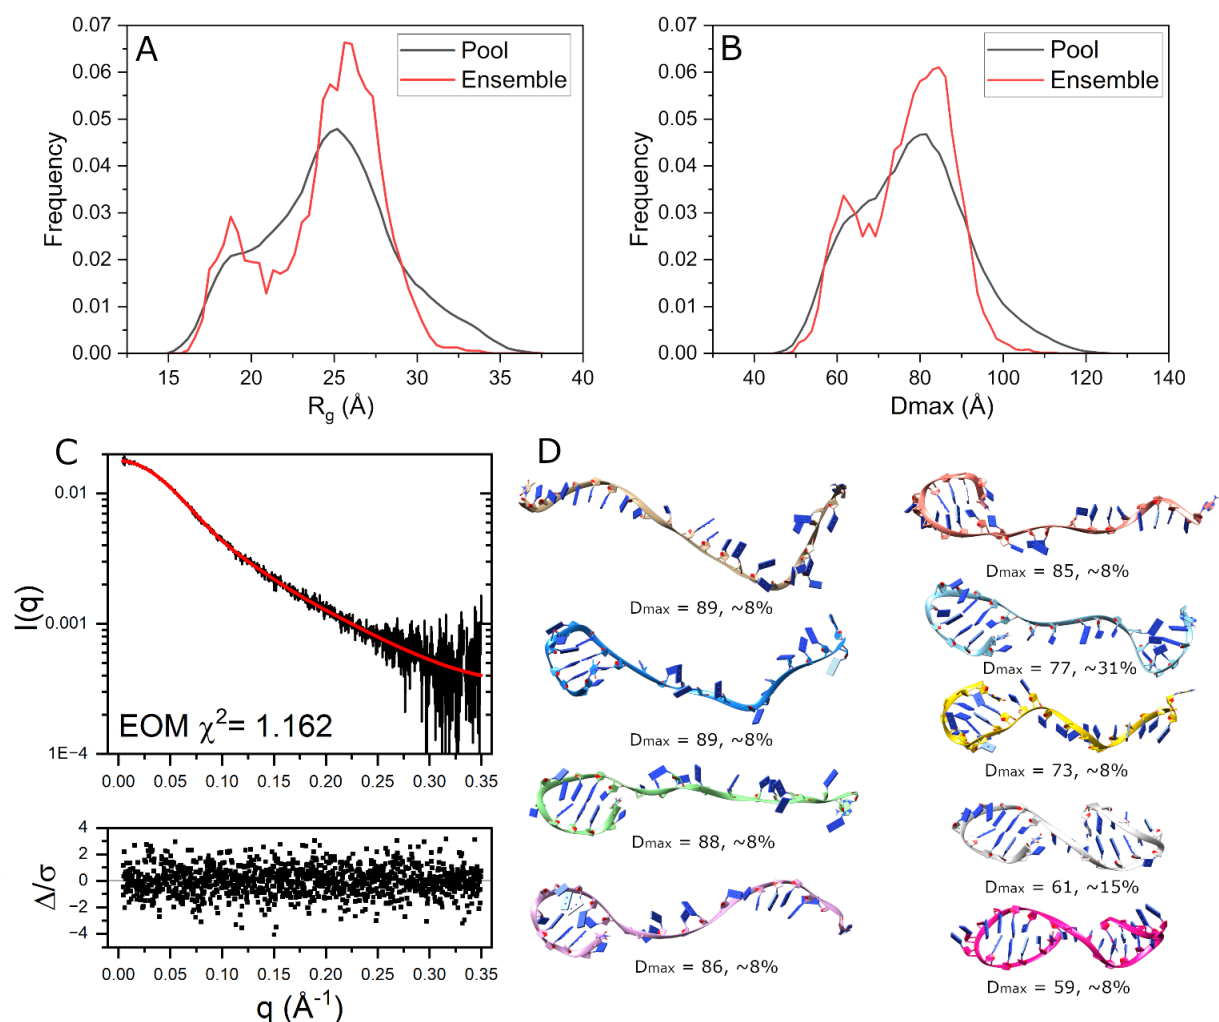 A
Pool
Ensemble
Frequency
0.07
0.06
0.05
0.04
0.03
0.02
0.01
0.00
15 20 25 30 35 40
Rg (Å)
B
Pool
Ensemble
Frequency
0.07
0.06
0.05
0.04
0.03
0.02
0.01
0.00
40 60 80 100 120 140
Dmax (Å)
C
I(q)
0.01
0.001
1E−4
EOM χ²= 1.162
0.00 0.05 0.10 0.15 0.20 0.25 0.30 0.35
Δ/σ
4
2
0
−2
−4
0.00 0.05 0.10 0.15 0.20 0.25 0.30 0.35
q (Å⁻¹)
D
Dmax = 89, ~8%
Dmax = 89, ~8%
Dmax = 88, ~8%
Dmax = 86, ~8%
Dmax = 85, ~8%
Dmax = 77, ~31%
Dmax = 73, ~8%
Dmax = 61, ~15%
Dmax = 59, ~8%